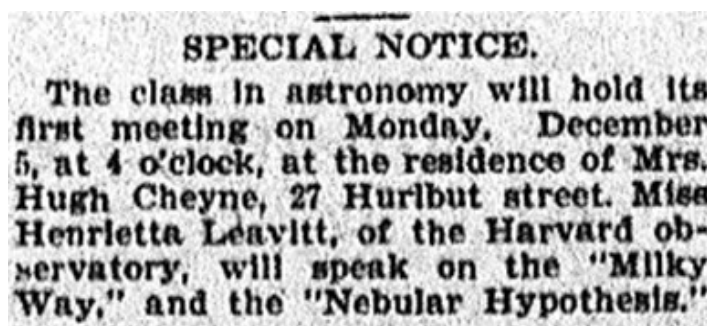 SPECIAL NOTICE.
The class in astronomy will hold its
first meeting on Monday, December
5, at 4 o'clock, at the residence of Mrs.
Hugh Cheyne, 27 Hurlbut street. Miss
Henrietta Leavitt, of the Harvard ob-
servatory, will speak on the "Milky
Way," and the "Nebular Hypothesis."